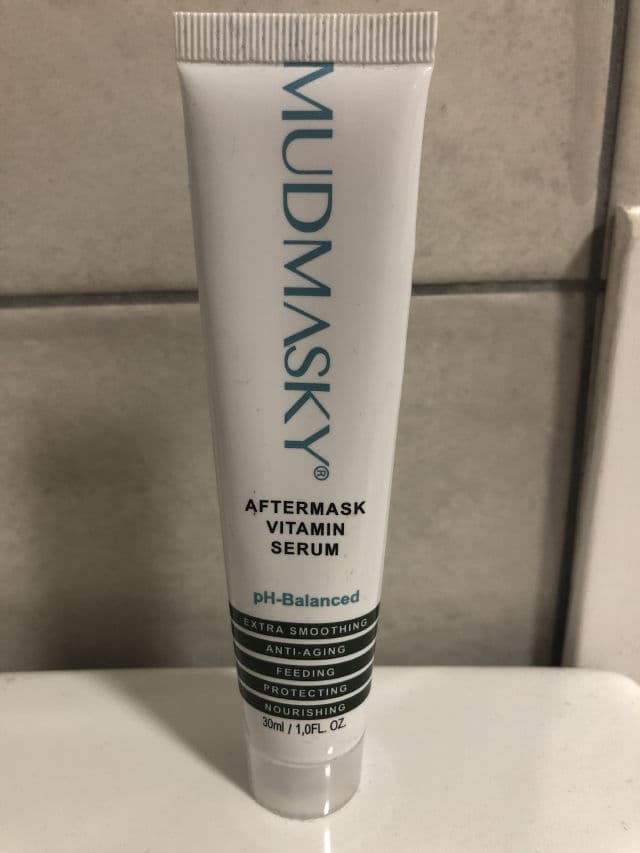 MUDMASKY®
AFTERMASK
VITAMIN
SERUM
pH-Balanced
EXTRA SMOOTHING
ANTI-AGING
FEEDING
PROTECTING
NOURISHING
30ml / 1,0FL. OZ.